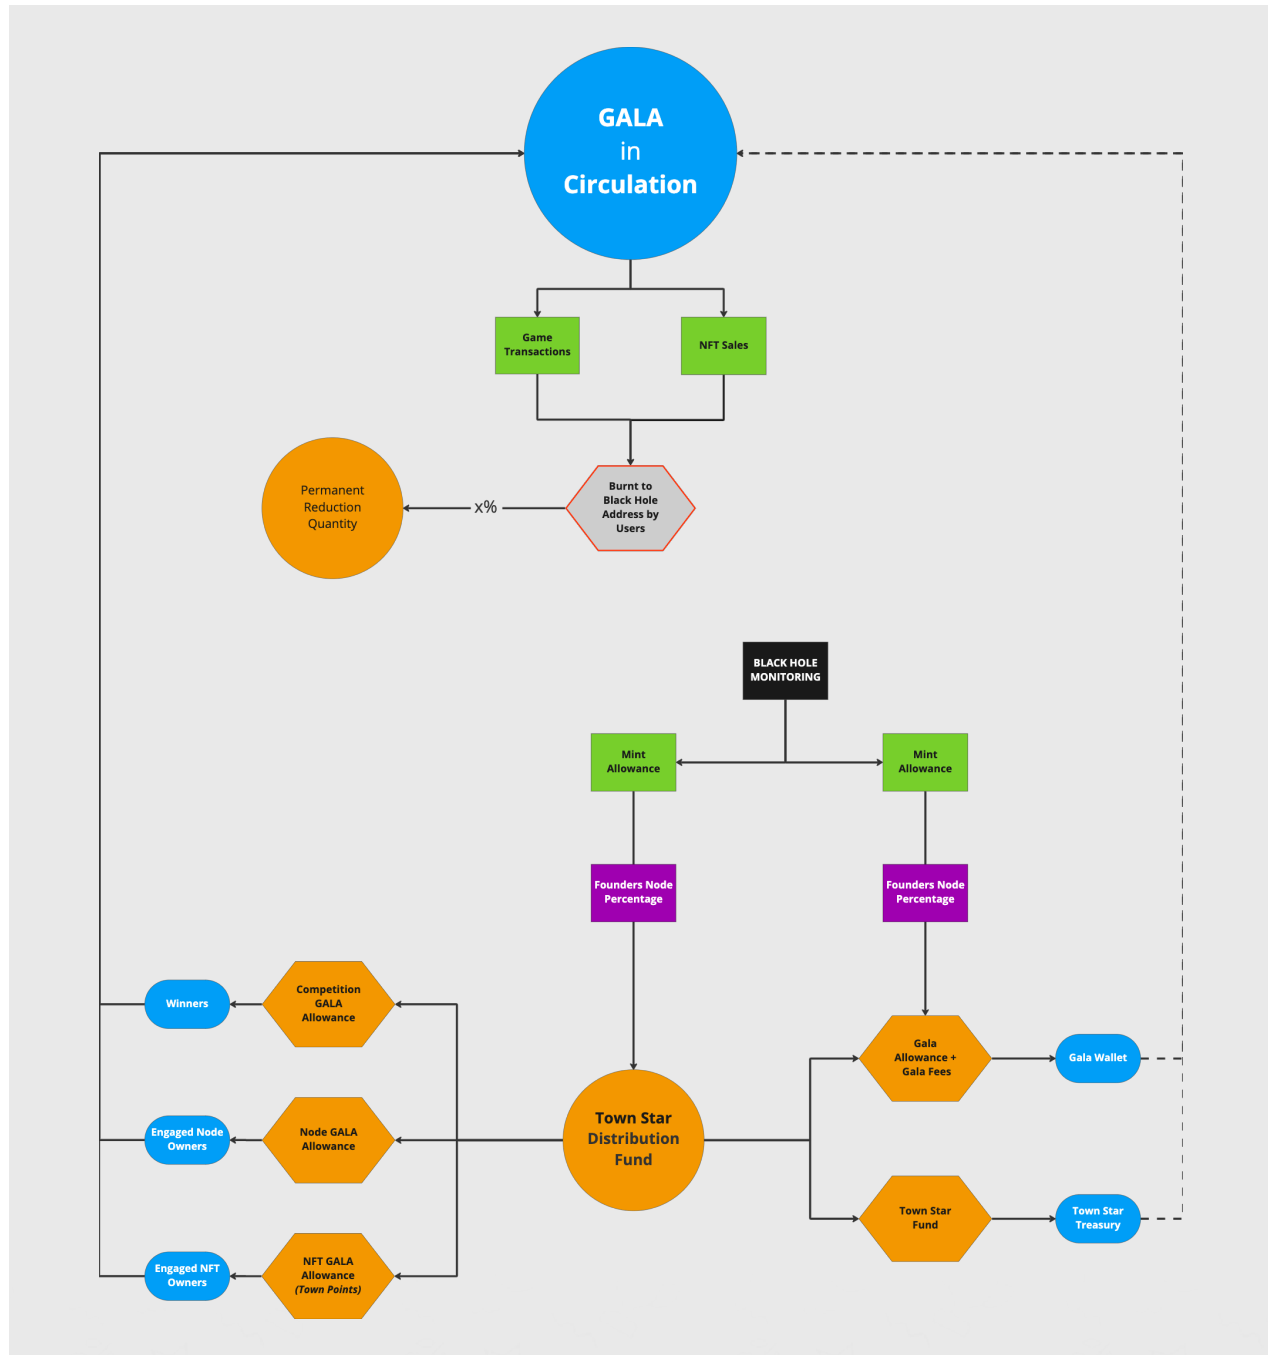 GALA
in
Circulation
Game
Transactions
NFT Sales
Permanent
Reduction
Quantity
x%
Burnt to
Black Hole
Address by
Users
BLACK HOLE
MONITORING
Mint
Allowance
Mint
Allowance
Founders Node
Percentage
Founders Node
Percentage
Winners
Competition
GALA
Allowance
Gala
Allowance +
Gala Fees
Gala Wallet
Engaged Node
Owners
Node GALA
Allowance
Town Star
Distribution
Fund
Town Star
Fund
Town Star
Treasury
Engaged NFT
Owners
NFT GALA
Allowance
(Town Points)